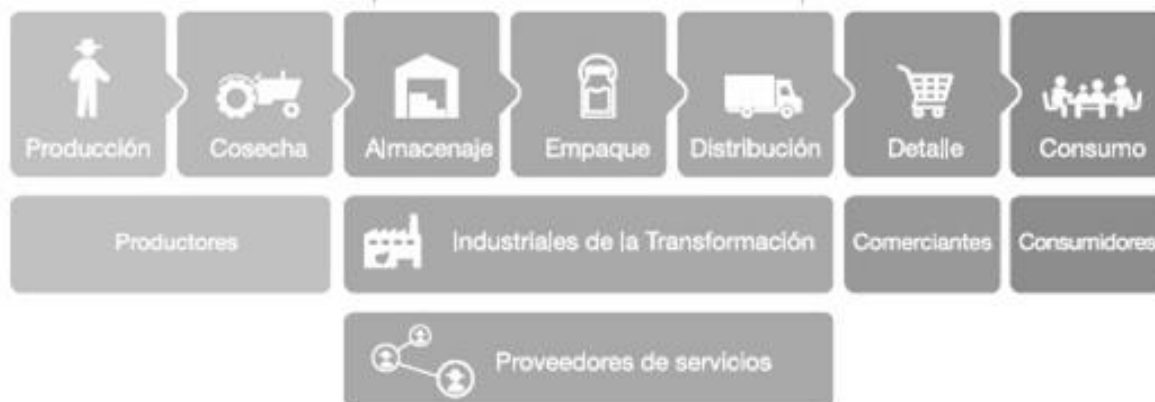 Producción Cosecha Almacenaje Empaque Distribución Detalle Consumo
Productores Industriales de la Transformación Comerciantes Consumidores
Proveedores de servicios